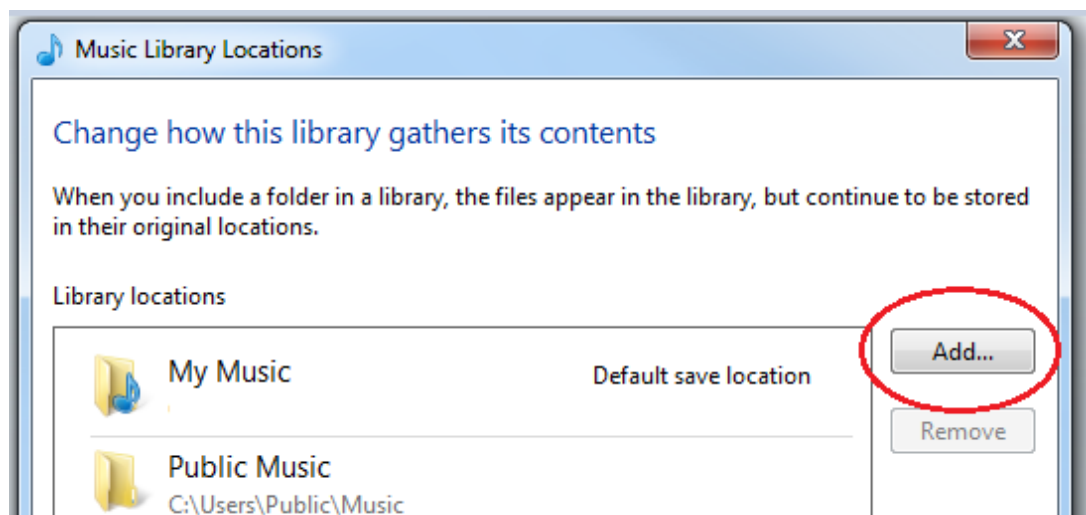 Music Library Locations
Change how this library gathers its contents
When you include a folder in a library, the files appear in the library, but continue to be stored
in their original locations.
Library locations
My Music
Default save location
Add...
Remove
Public Music
C:\Users\Public\Music